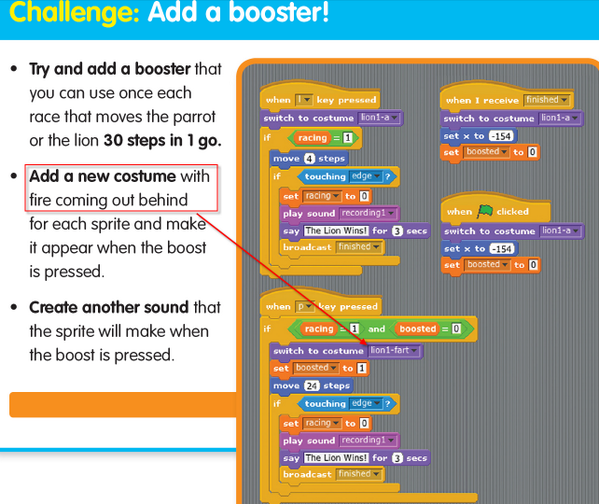 Challenge: Add a booster!
• Try and add a booster that
you can use once each
race that moves the parrot
or the lion 30 steps in 1 go.
• Add a new costume with
fire coming out behind
for each sprite and make
it appear when the boost
is pressed.
• Create another sound that
the sprite will make when
the boost is pressed.
when l key pressed
switch to costume lion1-a
if racing = 1
move 4 steps
if touching edge ?
set racing to 0
play sound recording1
say The Lion Wins! for 3 secs
broadcast finished
when p key pressed
if racing = 1 and boosted = 0
switch to costume lion1-fart
set boosted to 1
move 24 steps
if touching edge ?
set racing to 0
play sound recording1
say The Lion Wins! for 3 secs
broadcast finished
when I receive finished
switch to costume lion1-a
set x to -154
set boosted to 0
when clicked
switch to costume lion1-a
set x to -154
set boosted to 0